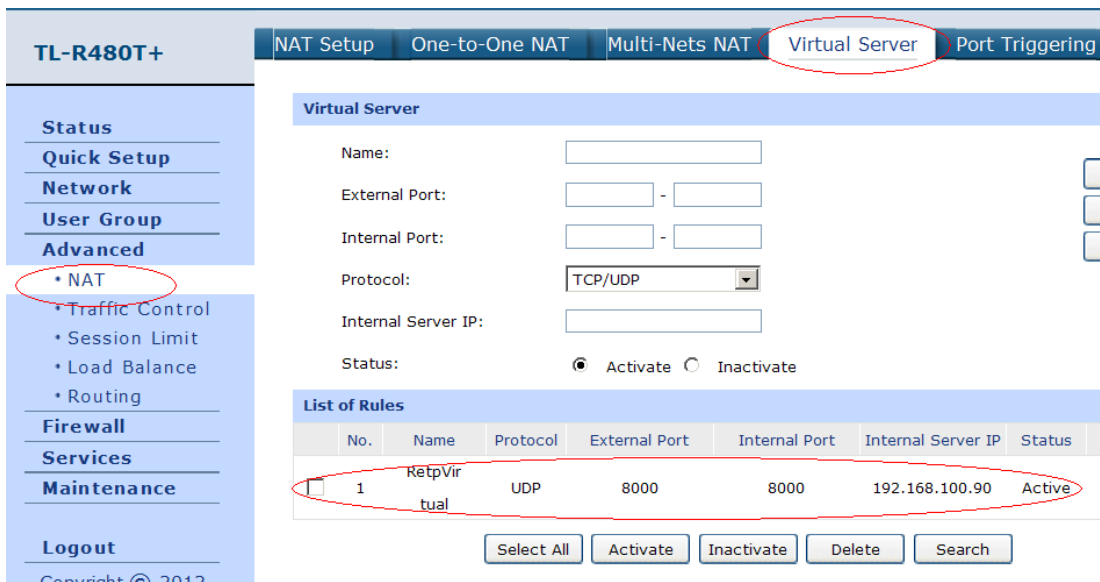 TL-R480T+
NAT Setup One-to-One NAT Multi-Nets NAT Virtual Server Port Triggering
Status
Quick Setup
Network
User Group
Advanced
• NAT
• Traffic Control
• Session Limit
• Load Balance
• Routing
Firewall
Services
Maintenance
Logout
Copyright © 2012
Virtual Server
Name:
External Port: -
Internal Port: -
Protocol: TCP/UDP
Internal Server IP:
Status: Activate Inactivate
List of Rules
No. Name Protocol External Port Internal Port Internal Server IP Status
1 RetpVir UDP 8000 8000 192.168.100.90 Active
tual
Select All Activate Inactivate Delete Search